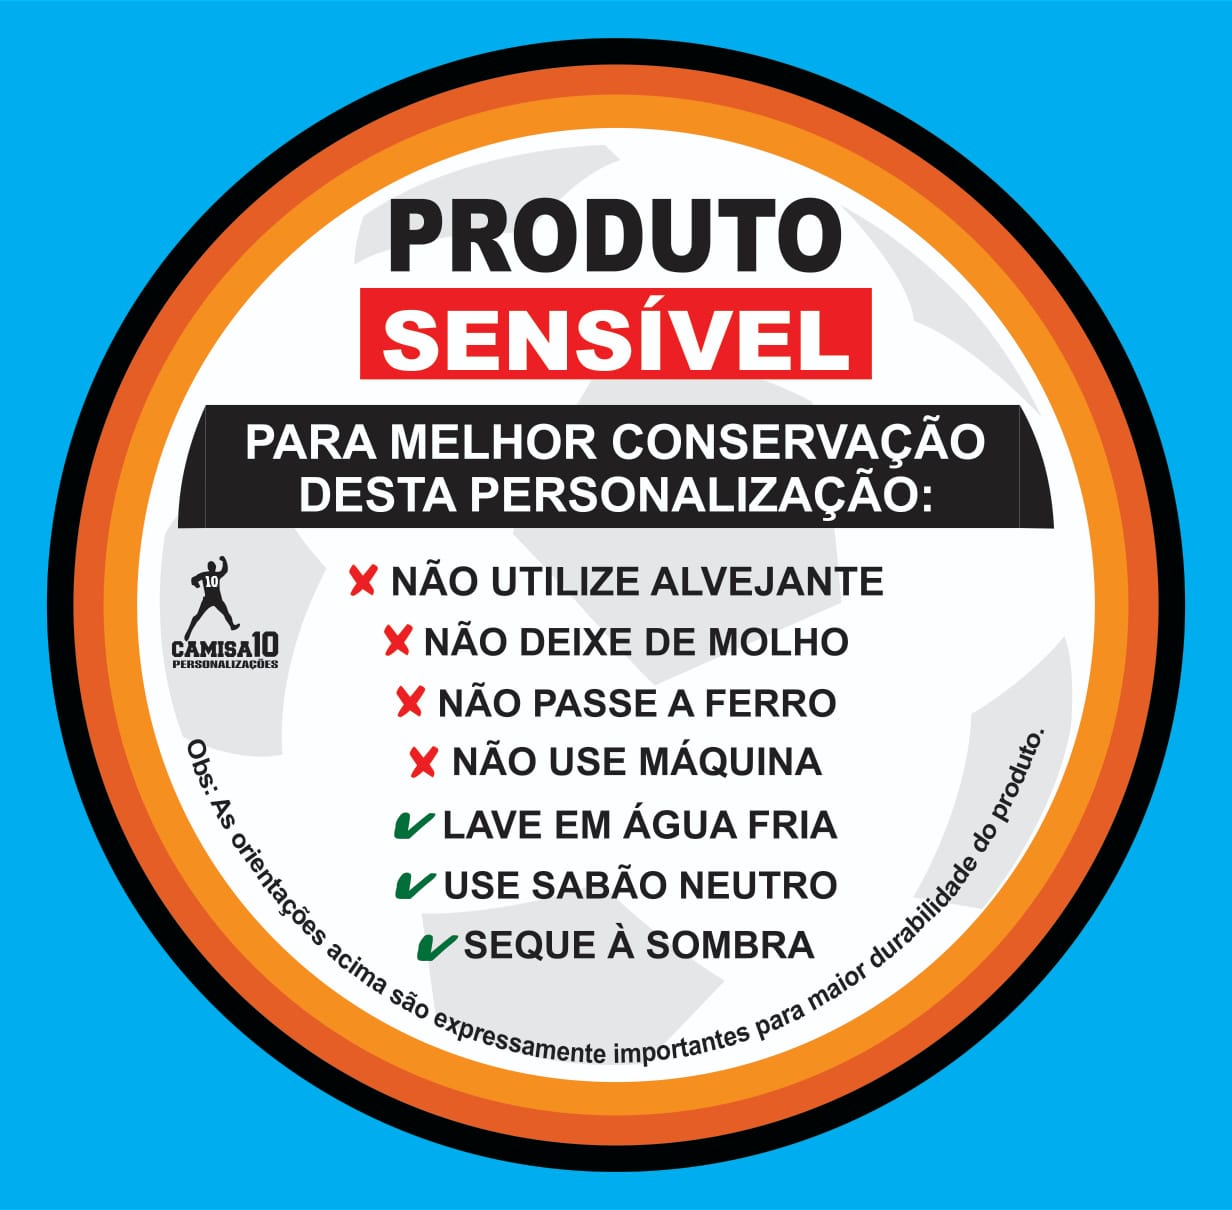 PRODUTO
SENSÍVEL
PARA MELHOR CONSERVAÇÃO
DESTA PERSONALIZAÇÃO:
NÃO UTILIZE ALVEJANTE
NÃO DEIXE DE MOLHO
NÃO PASSE A FERRO
NÃO USE MÁQUINA
LAVE EM ÁGUA FRIA
USE SABÃO NEUTRO
SEQUE À SOMBRA
10
CAMISA10
PERSONALIZAÇÕES
Obs: As orientações acima são expressamente importantes para maior durabilidade do produto.